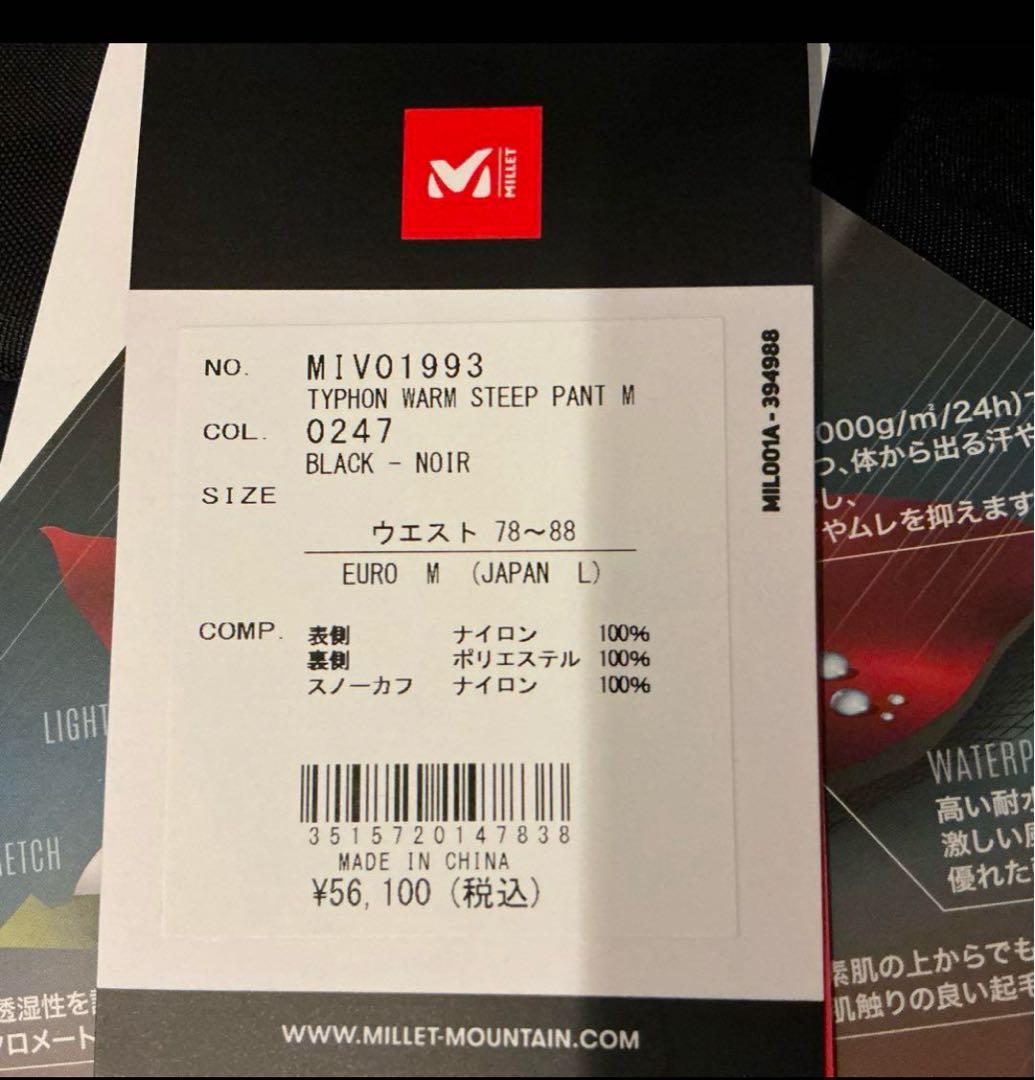 MILLET
NO. MIV01993
TYPHON WARM STEEP PANT M
COL. 0247
BLACK - NOIR
SIZE
ウエスト 78~88
EURO M (JAPAN L)
COMP. 表側 ナイロン 100%
裏側 ポリエステル 100%
スノーカフ ナイロン 100%
3515720147838
MADE IN CHINA
¥56,100 (税込)
WWW.MILLET-MOUNTAIN.COM
MIL001A - 394988
000g/㎡/24h)
つ、体から出る汗や
し、
やムレを抑えます
WATERP
高い耐水
激しい
優れた
素肌の上からでも
肌触りの良い起毛
LIGHT
ETCH
透湿性を
クロメート